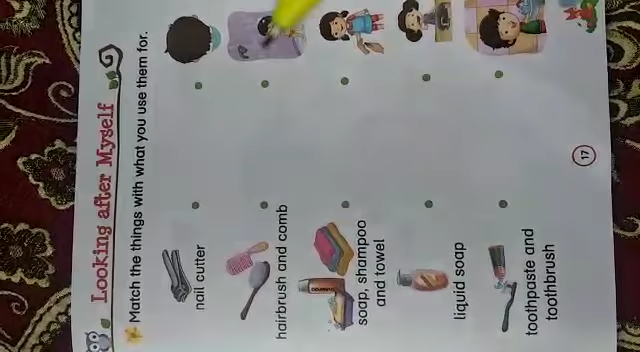 Looking after Myself
Match the things with what you use them for.
nail cutter
hairbrush and comb
soap, shampoo
and towel
liquid soap
toothpaste and
toothbrush
17